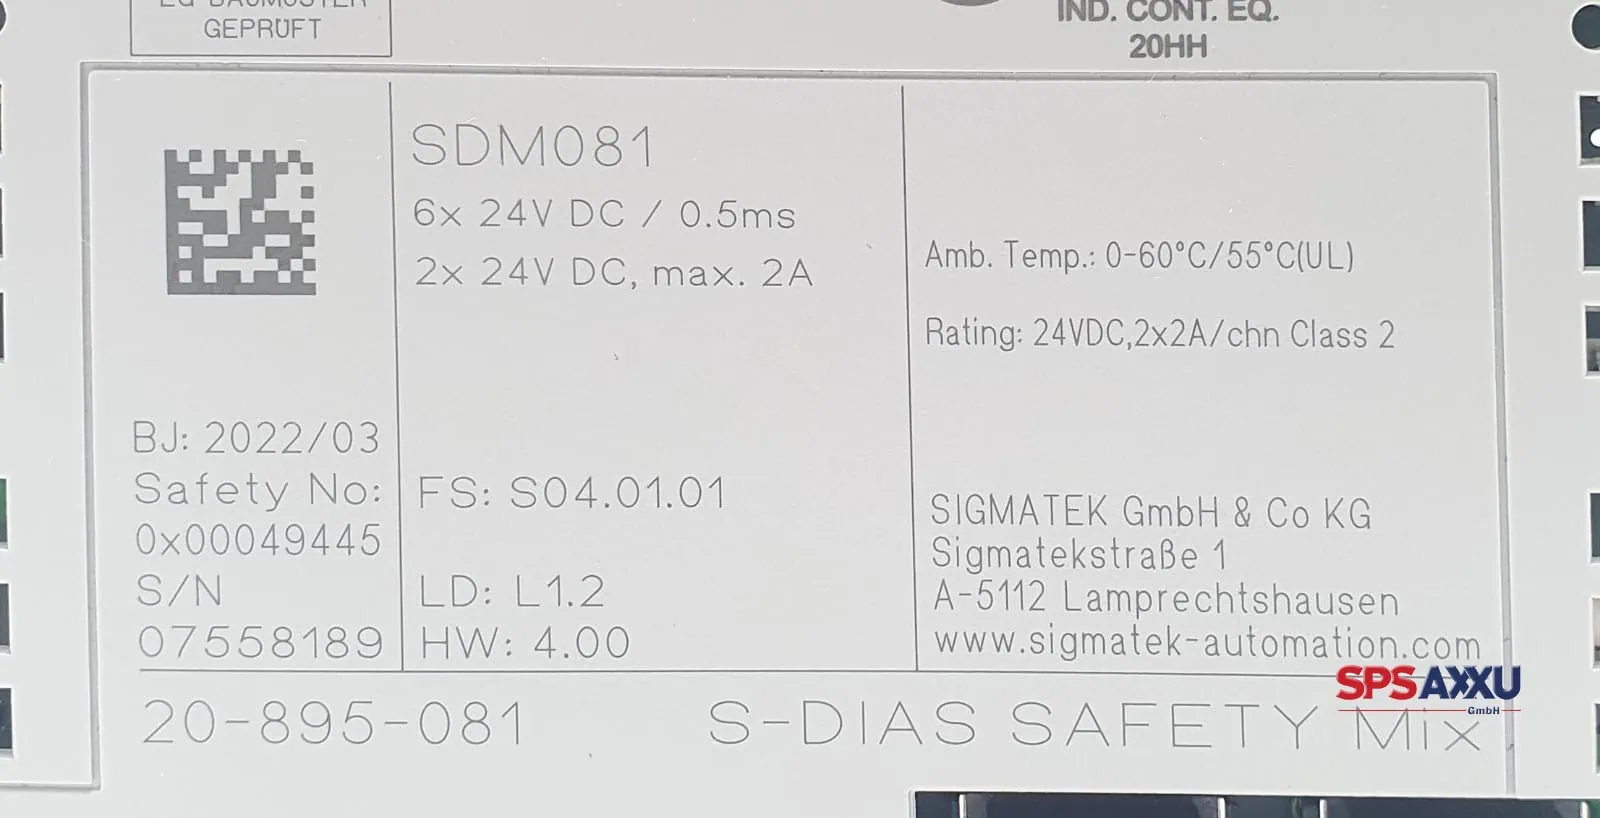 GEPRÜFT
IND. CONT. EQ.
20HH
SDM081
6x 24V DC / 0.5ms
2x 24V DC, max. 2A
Amb. Temp.: 0-60°C/55°C(UL)
Rating: 24VDC,2x2A/chn Class 2
BJ: 2022/03
Safety No:
0x00049445
S/N
07558189
FS: S04.01.01
LD: L1.2
HW: 4.00
SIGMATEK GmbH & Co KG
Sigmatekstraße 1
A-5112 Lamprechtshausen
www.sigmatek-automation.com
20-895-081
S-DIAS SAFETY Mix
SPSAXXU
GmbH